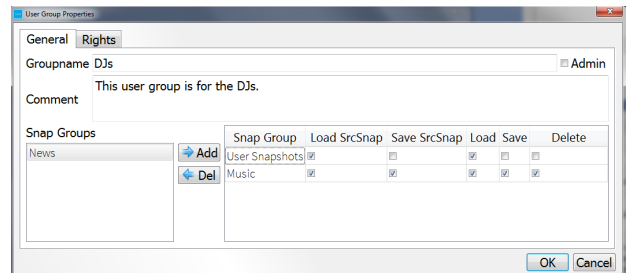 User Group Properties
General Rights
Groupname DJs Admin
Comment This user group is for the DJs.
Snap Groups
Snap Group Load SrcSnap Save SrcSnap Load Save Delete
News Add User Snapshots
Del Music
OK Cancel